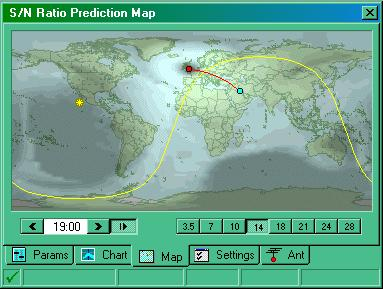 S/N Ratio Prediction Map
19:00
3.5 7 10 14 18 21 24 28
Params Chart Map Settings Ant